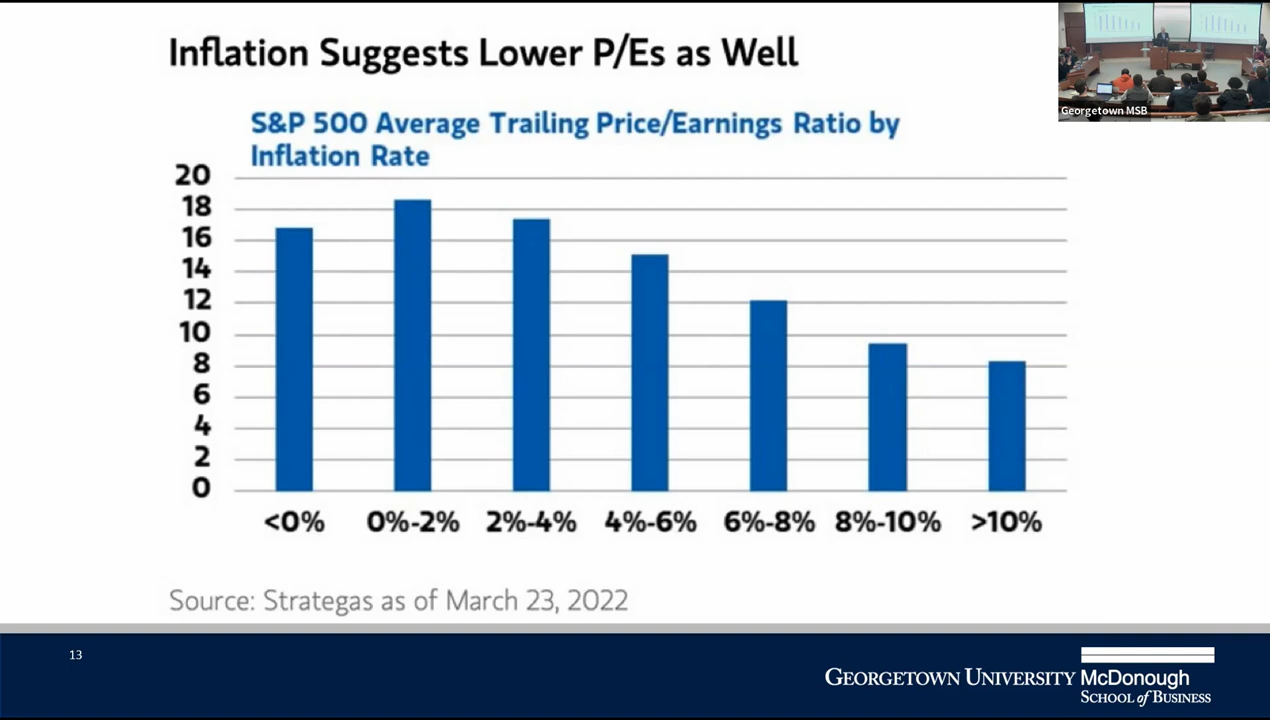 Inflation Suggests Lower P/Es as Well
Georgetown MSB
S&P 500 Average Trailing Price/Earnings Ratio by
Inflation Rate
20
18
16
14
12
10
8
6
4
2
0
<0% 0%-2% 2%-4% 4%-6% 6%-8% 8%-10% >10%
Source: Strategas as of March 23, 2022
13
GEORGETOWN UNIVERSITY McDonough
SCHOOL of BUSINESS